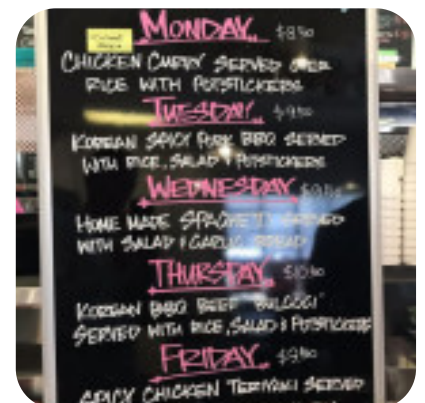 MONDAY $8.50
CHICKEN CURRY SERVED OVER
RICE WITH POTSTICKERS
TUESDAY $9.50
KOREAN SPICY PORK BBQ SERVED
WITH RICE, SALAD & POTSTICKERS
WEDNESDAY
HOME MADE SPAGHETTI SERVED
WITH SALAD & GARLIC BREAD
THURSDAY $10.50
KOREAN BBQ BEEF "BULGOGI"
SERVED WITH RICE, SALAD & POTSTICKERS
FRIDAY $9.50
SPICY CHICKEN TERIYAKI SERVED